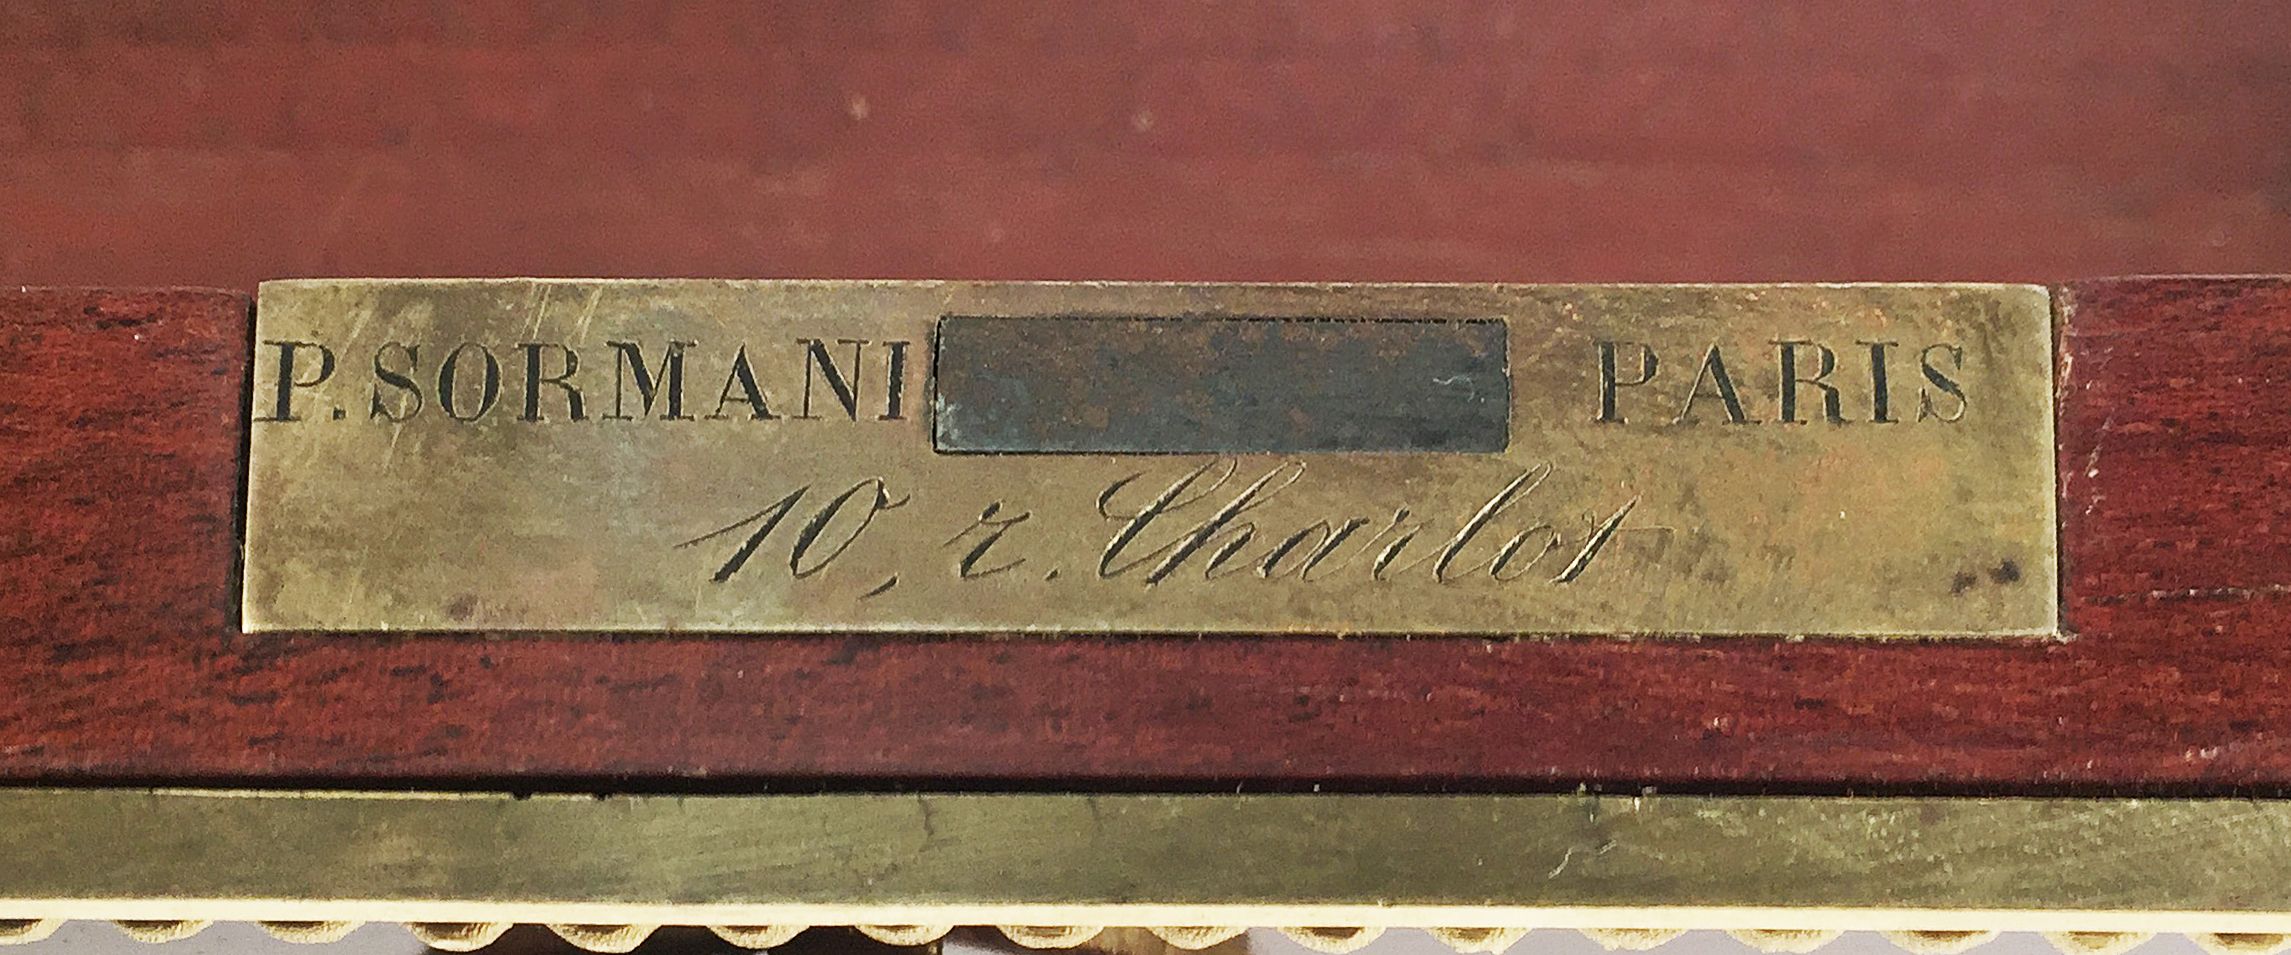 P. SORMANI PARIS
10, r. Charlot